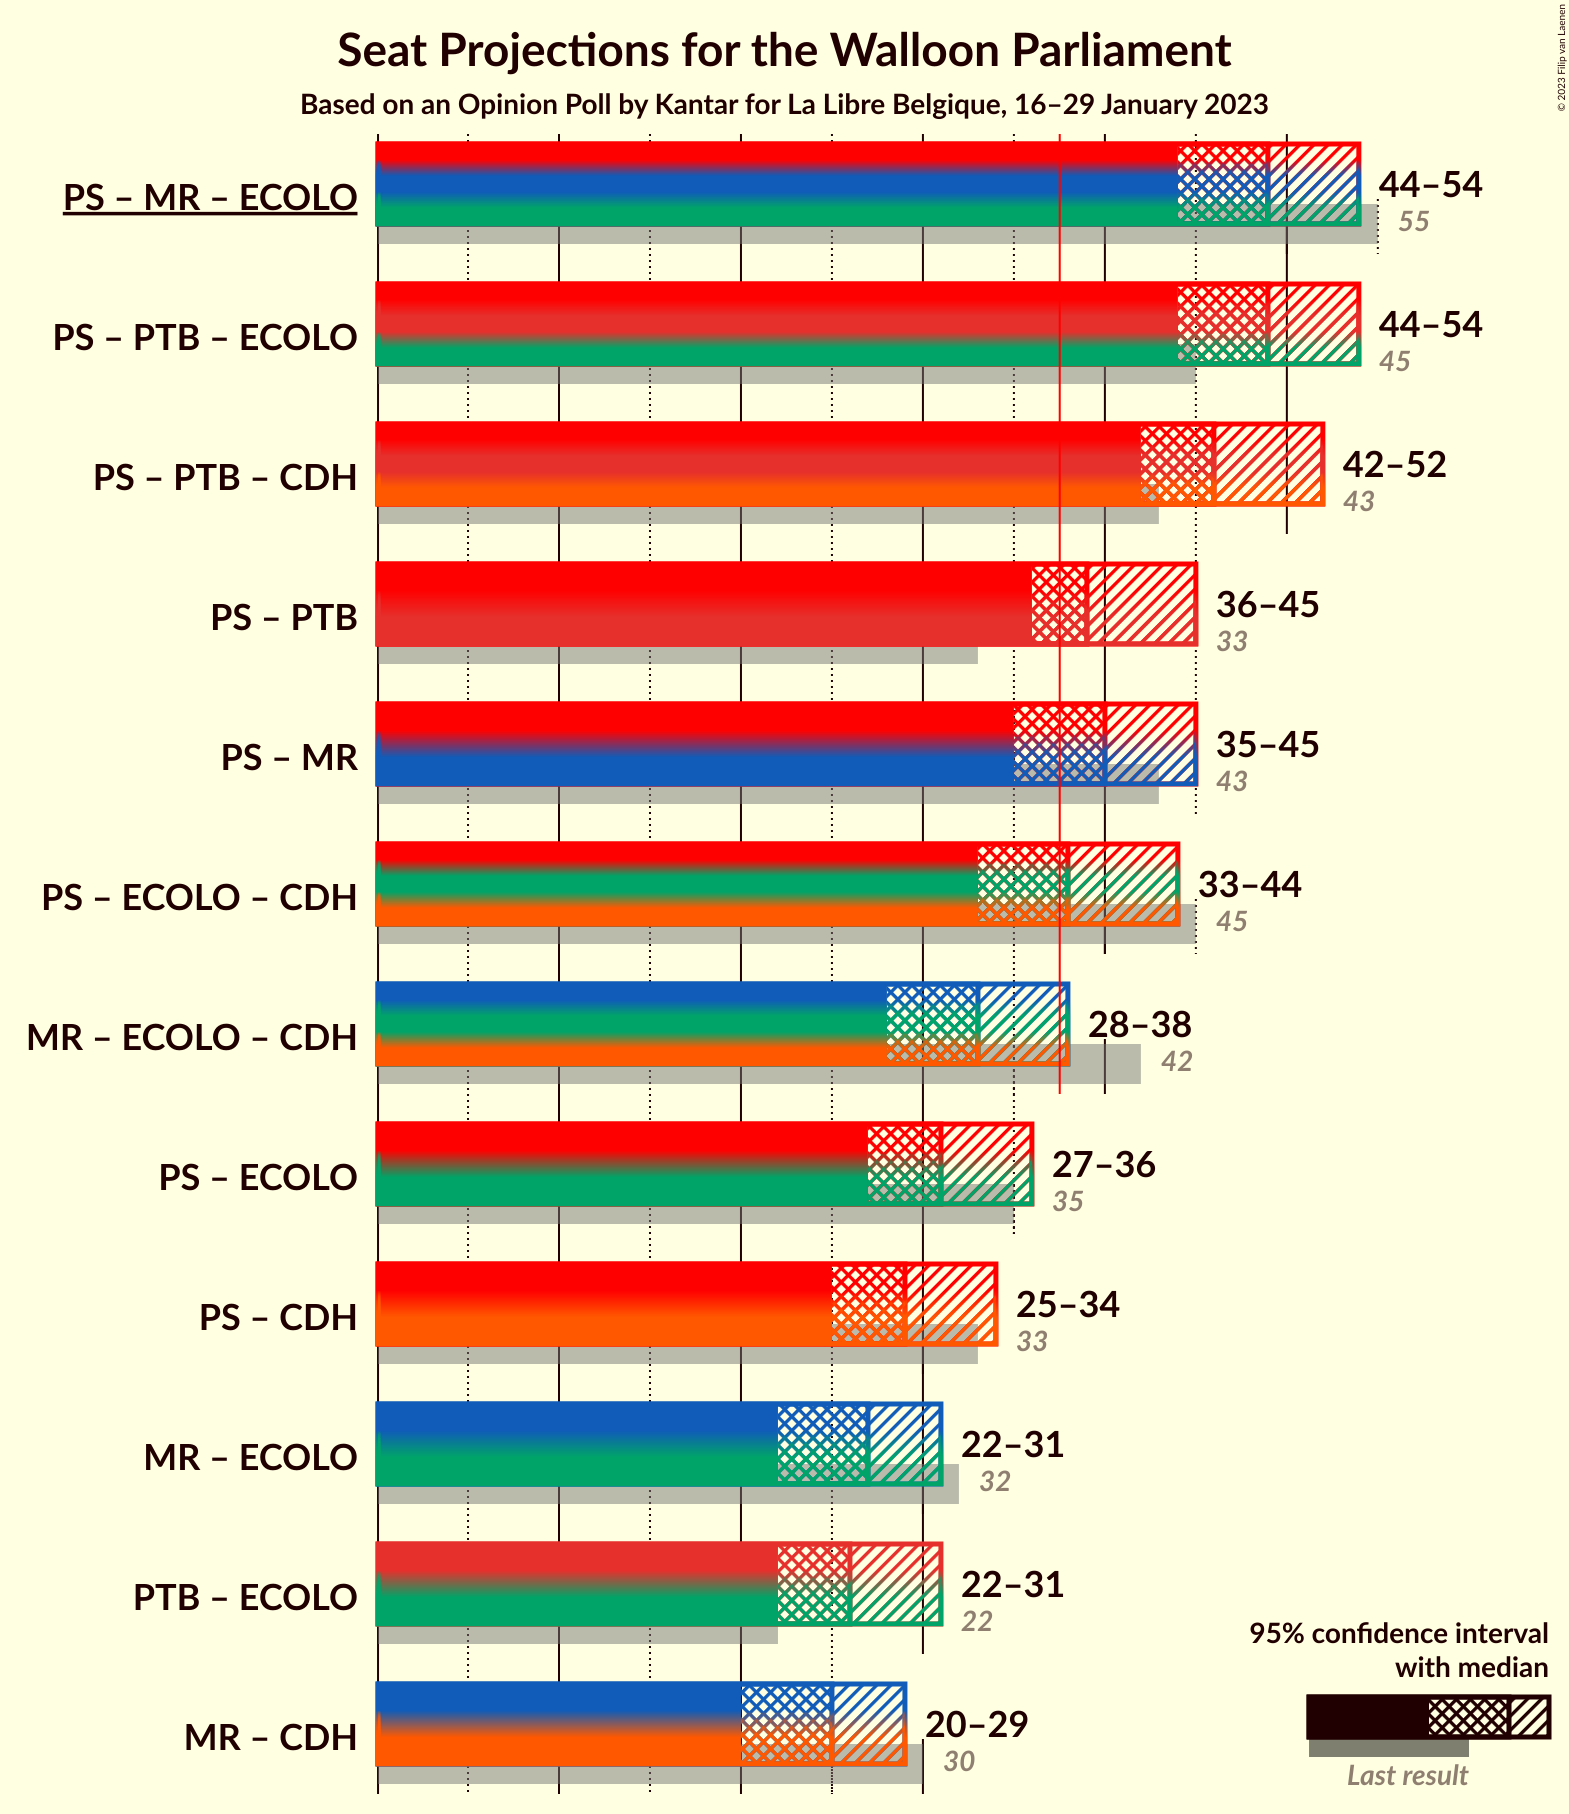 Seat Projections for the Walloon Parliament
Based on an Opinion Poll by Kantar for La Libre Belgique, 16–29 January 2023
© 2023 Filip van Laenen
PS – MR – ECOLO
44–54
55
PS – PTB – ECOLO
44–54
45
PS – PTB – CDH
42–52
43
PS – PTB
36–45
33
PS – MR
35–45
43
PS – ECOLO – CDH
33–44
45
MR – ECOLO – CDH
28–38
42
PS – ECOLO
27–36
35
PS – CDH
25–34
33
MR – ECOLO
22–31
32
PTB – ECOLO
22–31
22
MR – CDH
20–29
30
95% confidence interval
with median
Last result